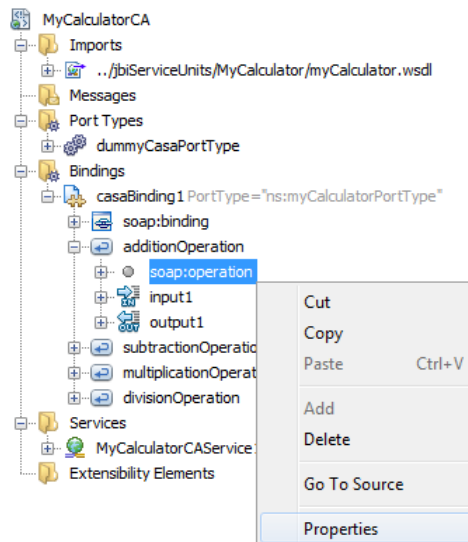 MyCalculatorCA
Imports
../jbiServiceUnits/MyCalculator/myCalculator.wsdl
Messages
Port Types
dummyCasaPortType
Bindings
casaBinding1 PortType="ns:myCalculatorPortType"
soap:binding
additionOperation
soap:operation
input1
output1
subtractionOperatio
multiplicationOperat
divisionOperation
Services
MyCalculatorCAService
Extensibility Elements
Cut
Copy
Paste Ctrl+V
Add
Delete
Go To Source
Properties